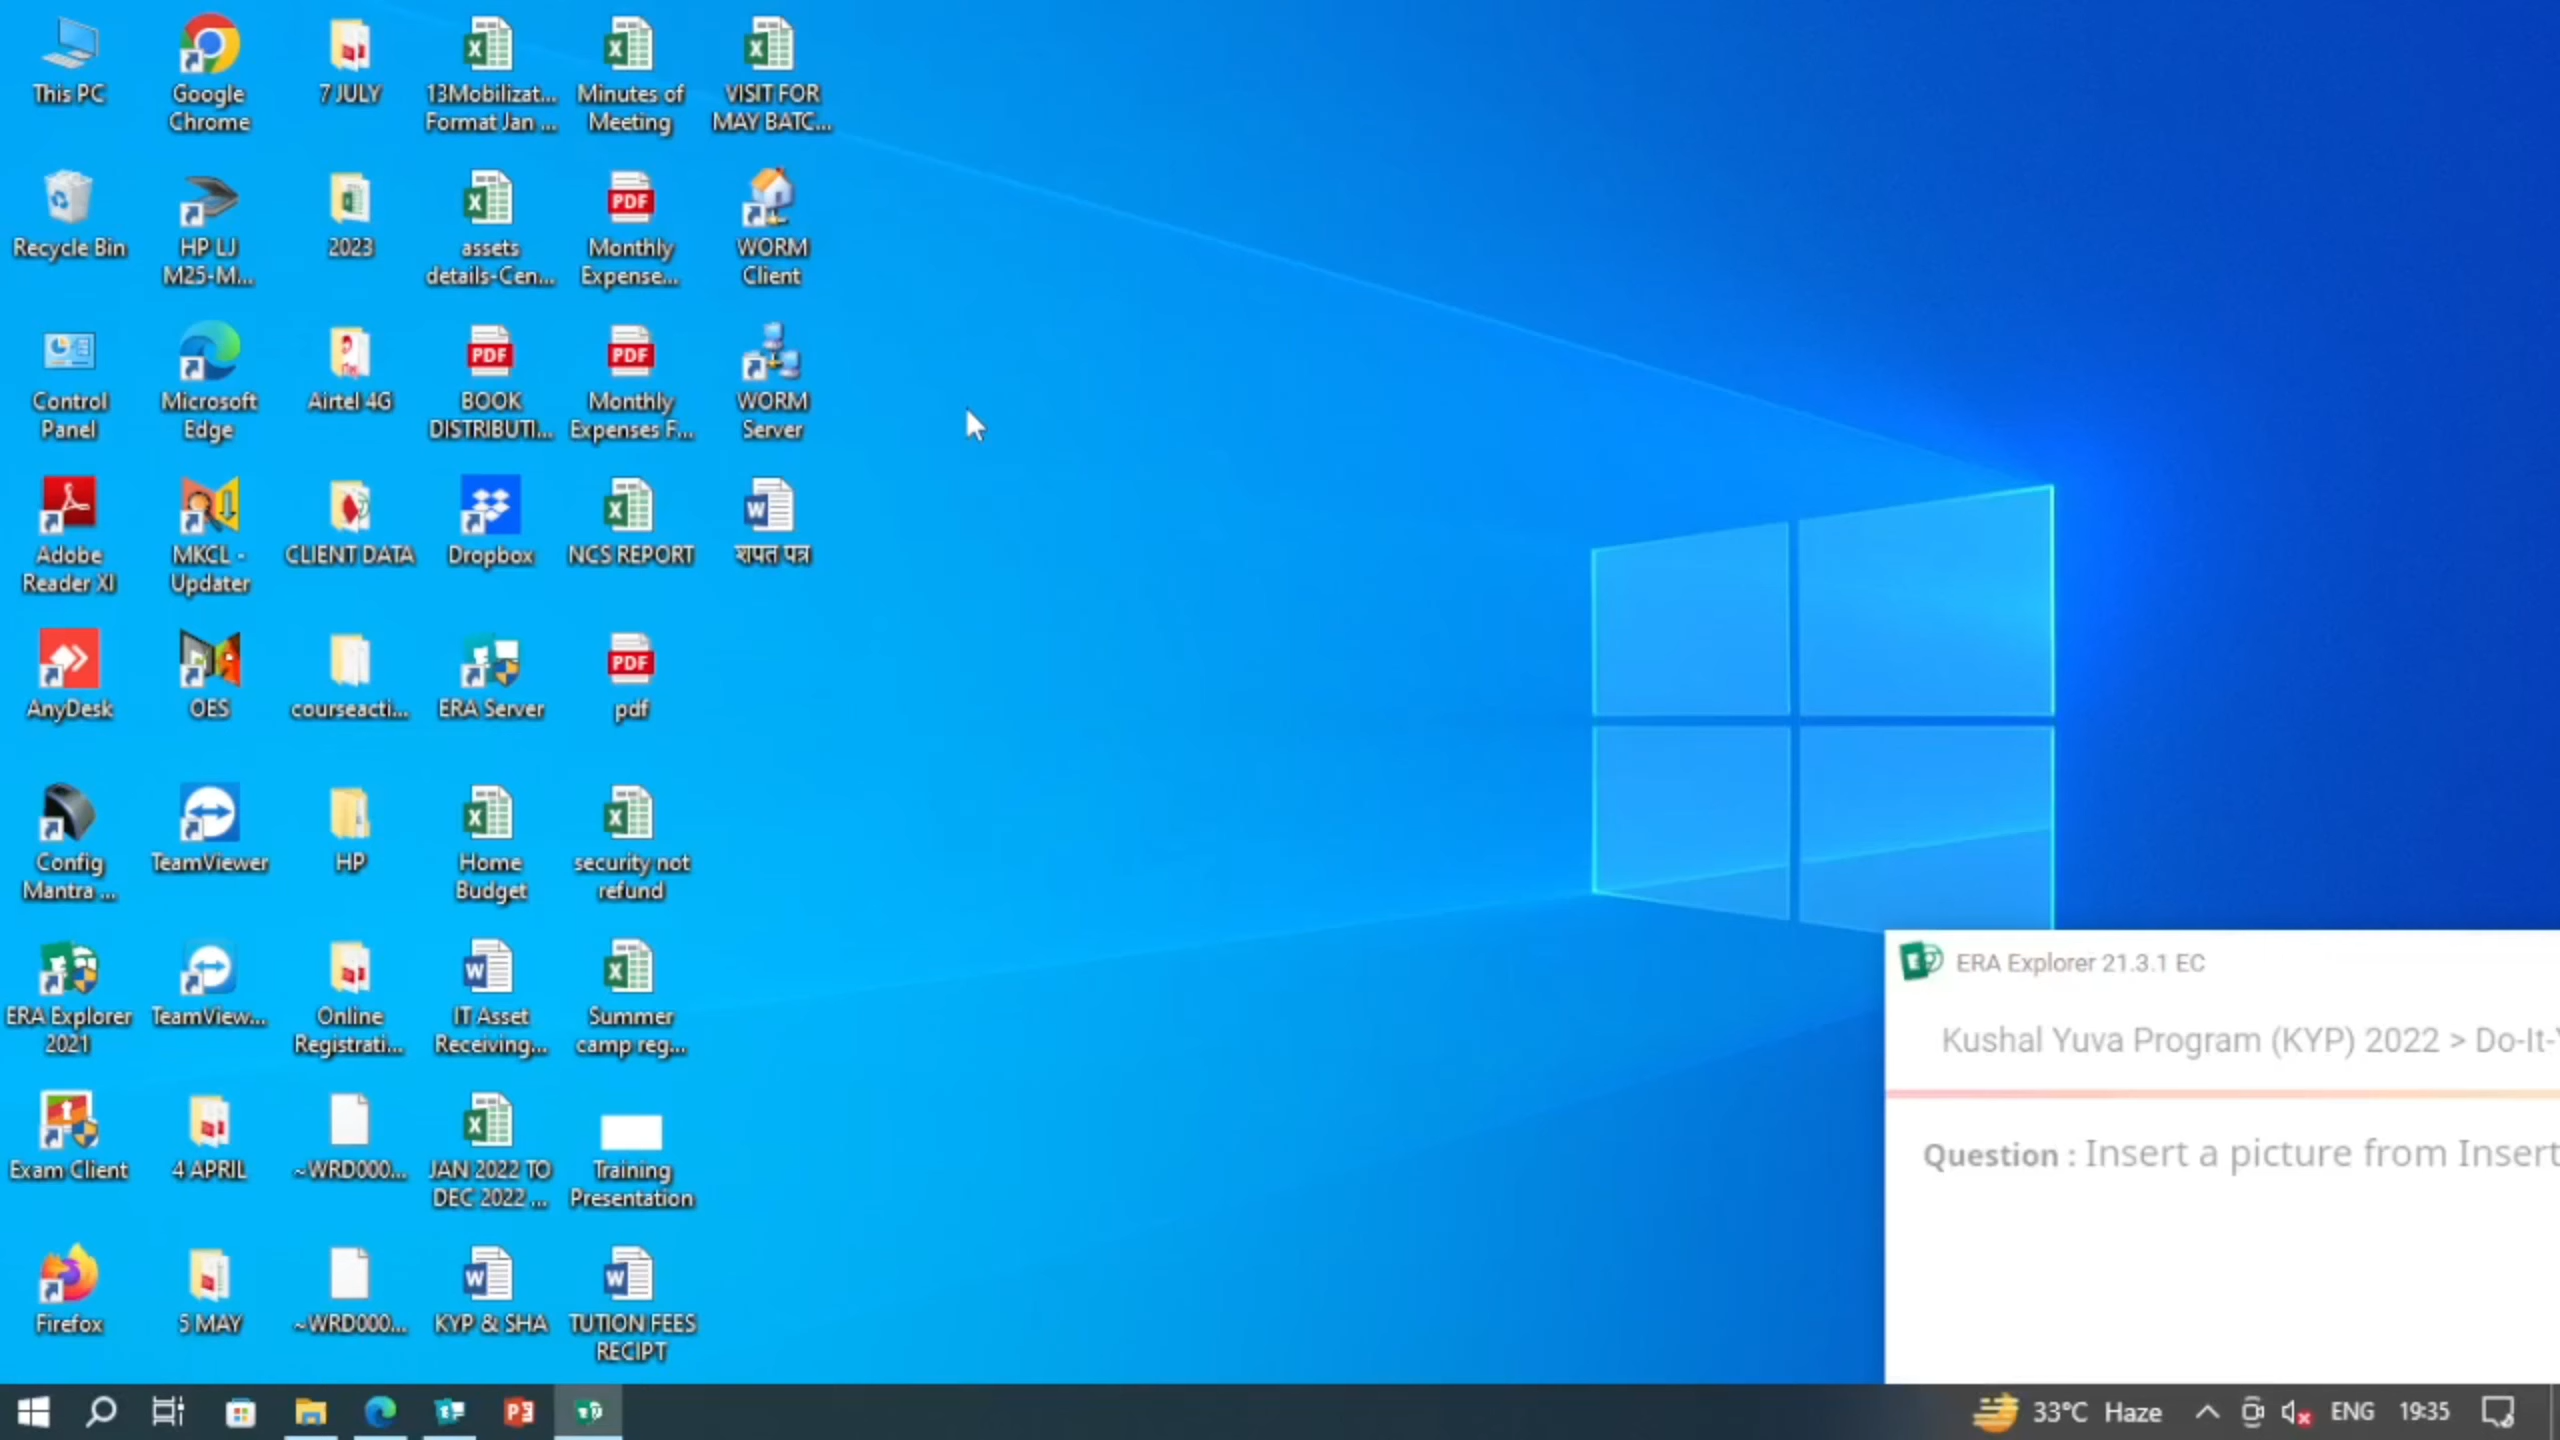 This PC
Google
Chrome
7 JULY
13Mobilizat...
Format Jan ...
Minutes of
Meeting
VISIT FOR
MAY BATC...
Recycle Bin
HP LJ
M25-M...
2023
assets
details-Cen...
PDF
Monthly
Expense...
WORM
Client
Control
Panel
Microsoft
Edge
Airtel 4G
PDF
BOOK
DISTRIBUTI...
PDF
Monthly
Expenses F...
WORM
Server
Adobe
Reader XI
MKCL -
Updater
CLIENT DATA
Dropbox
NCS REPORT
शपत पत्र
AnyDesk
OES
courseacti...
ERA Server
PDF
pdf
Config
Mantra ...
TeamViewer
HP
Home
Budget
security not
refund
ERA Explorer
2021
TeamView...
Online
Registrati...
IT Asset
Receiving...
Summer
camp reg...
Exam Client
4 APRIL
~WRD000...
JAN 2022 TO
DEC 2022 ...
Training
Presentation
Firefox
5 MAY
~WRD000...
KYP & SHA
TUTION FEES
RECIPT
ERA Explorer 21.3.1 EC
Kushal Yuva Program (KYP) 2022 > Do-It-
Question : Insert a picture from Insert
33°C Haze ENG 19:35